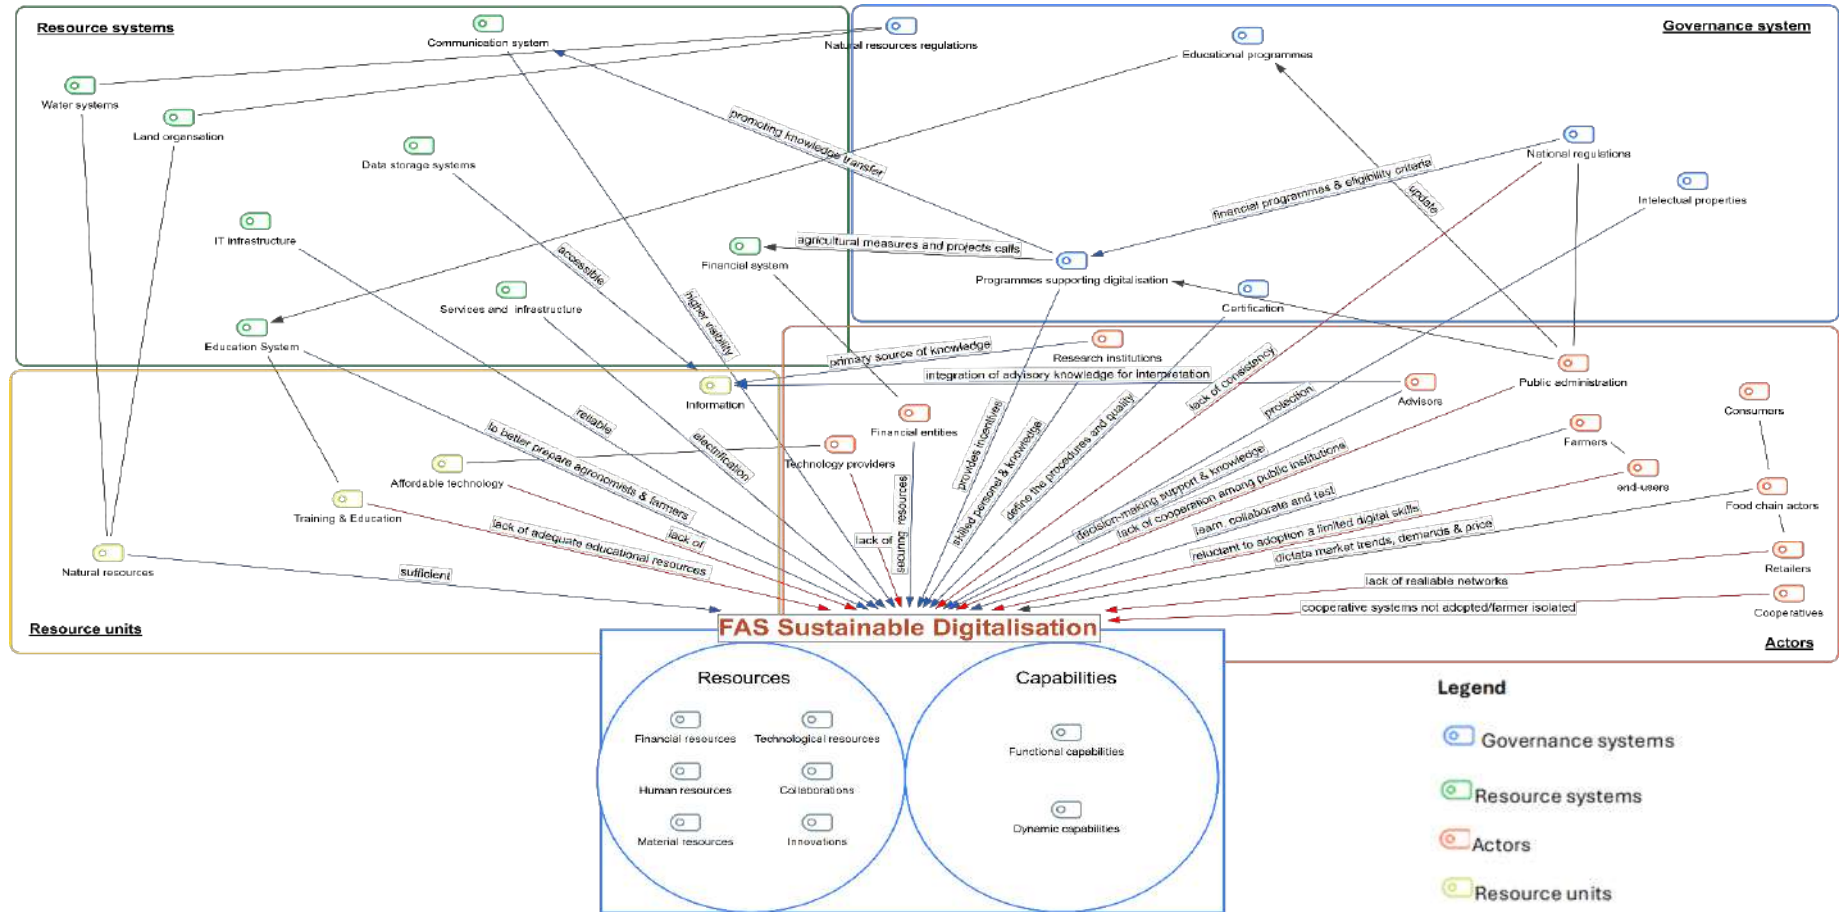 Resource systems
Communication system
Natural resources regulations
Educational programmes
Governance system
Water systems
Land organsation
Data storage systems
promoting knowledge transfer
National regulations
financial programmes & eligibility criteria
update
Intelectual properties
IT infrastructure
accessible
Financial system
agricultural measures and projects calls
Programmes supporting digitalisation
Certification
Services and infrastructure
higher visibility
Education System
primary source of knowledge
Research institutions
integration of advisory knowledge for interpretation
lack of consistency
protection
Public administration
Advisors
Consumers
Information
Financial entities
Farmers
reliable
to better prepare agronomists & farmers
electrification
Technology providers
provides incentives
skilled personel & knowledge
define the procedures and quality
decision-making support & knowledge
lack of cooperation among public institutions
learn, collaborate and test
end-users
Affordable technology
Training & Education
lack of adequate educational resources
lack of
lack of
securing resources
reluctant to adoption a limited digital skills
dictate market trends, demands & price
Food chain actors
Natural resources
sufficient
Retailers
lack of realiable networks
cooperative systems not adopted/farmer isolated
Cooperatives
Resource units
FAS Sustainable Digitalisation
Actors
Resources
Capabilities
Financial resources
Technological resources
Functional capabilities
Human resources
Collaborations
Material resources
Innovations
Dynamic capabilities
Legend
Governance systems
Resource systems
Actors
Resource units